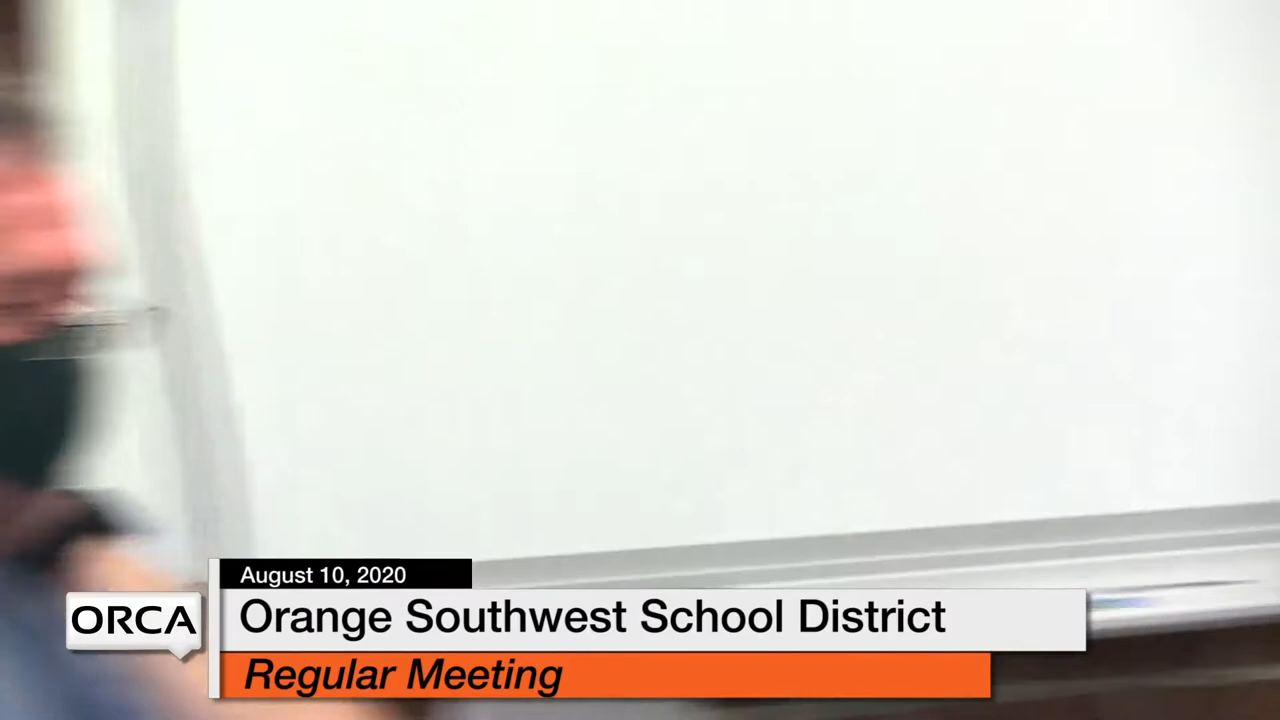 August 10, 2020
ORCA
Orange Southwest School District
Regular Meeting